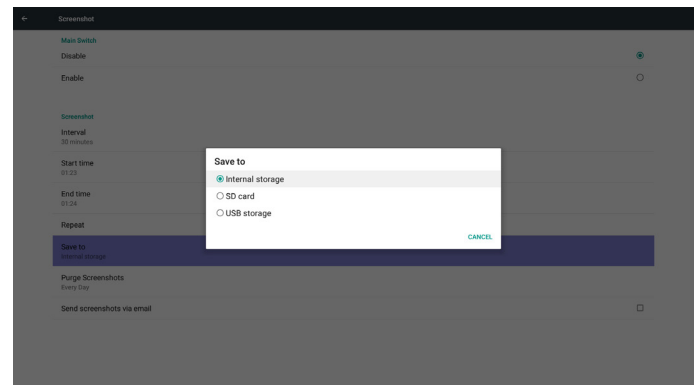 Screenshot
Main Switch
Disable
Enable
Screenshot
Interval
30 minutes
Start time
01:23
End time
01:24
Repeat
Save to
Internal storage
Purge Screenshots
Every Day
Send screenshots via email
Save to
Internal storage
SD card
USB storage
CANCEL